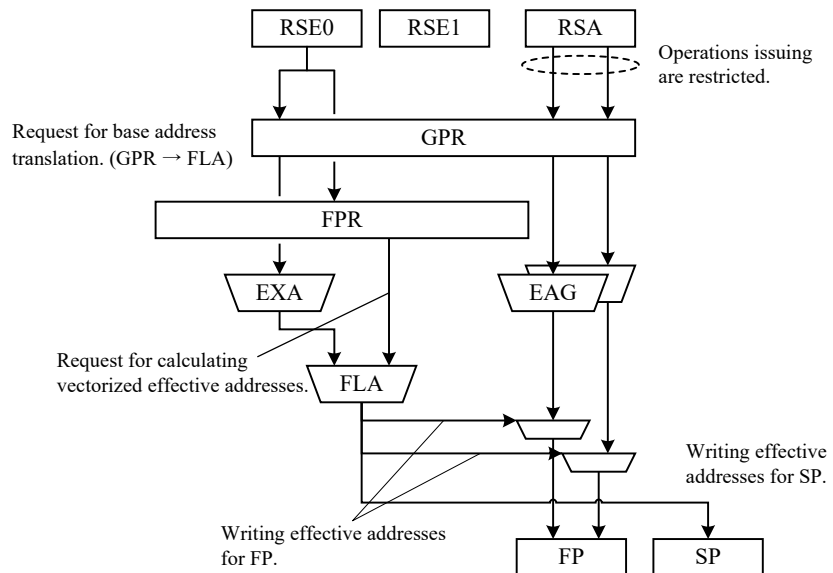 RSE0
RSE1
RSA
Operations issuing
are restricted.
Request for base address
translation. (GPR → FLA)
GPR
FPR
EXA
EAG
Request for calculating
vectorized effective addresses.
FLA
Writing effective
addresses for SP.
Writing effective addresses
for FP.
FP
SP